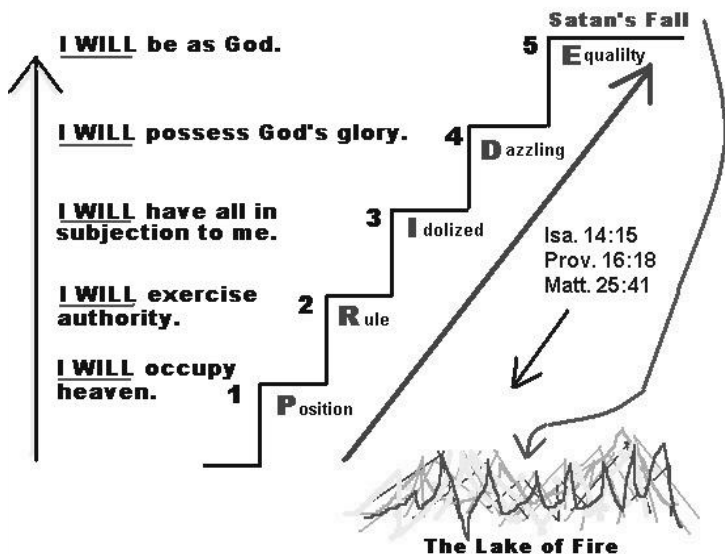 Satan's Fall
I WILL be as God.
5
Equalilty
I WILL possess God's glory.
4
Dazzling
I WILL have all in
subjection to me.
3
Idolized
I WILL exercise
authority.
2
Rule
I WILL occupy
heaven.
1
Position
Isa. 14:15
Prov. 16:18
Matt. 25:41
The Lake of Fire